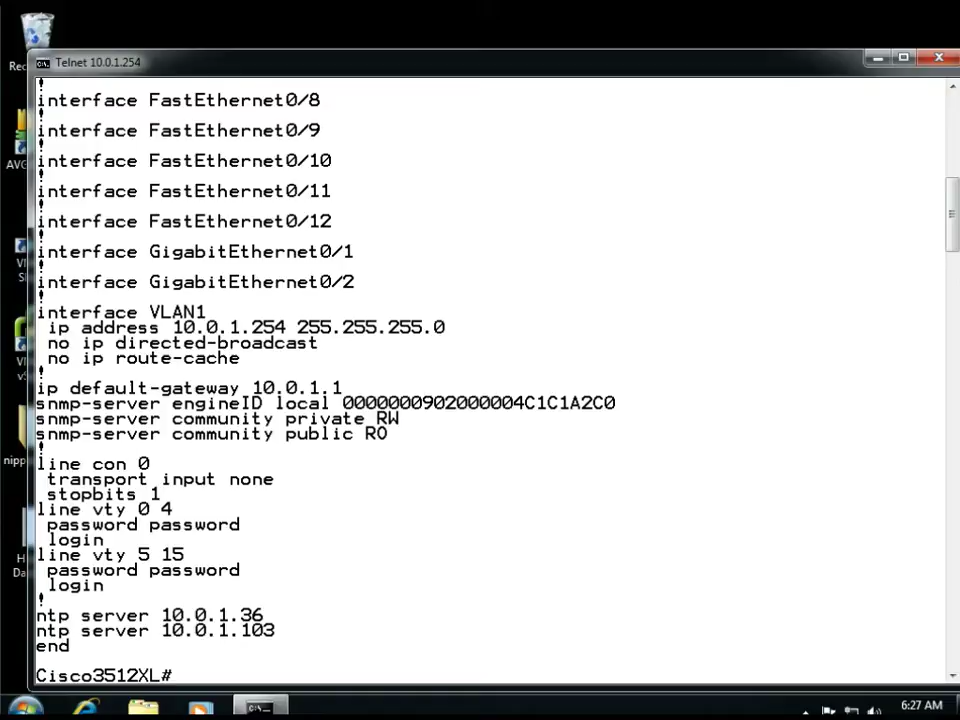 Rec
Telnet 10.0.1.254
!
interface FastEthernet0/8
!
interface FastEthernet0/9
!
interface FastEthernet0/10
!
interface FastEthernet0/11
!
interface FastEthernet0/12
!
interface GigabitEthernet0/1
!
interface GigabitEthernet0/2
!
interface VLAN1
ip address 10.0.1.254 255.255.255.0
no ip directed-broadcast
no ip route-cache
!
ip default-gateway 10.0.1.1
snmp-server engineID local 0000000902000004C1C1A2C0
snmp-server community private RW
snmp-server community public RO
!
line con 0
transport input none
stopbits 1
line vty 0 4
password password
login
line vty 5 15
password password
login
!
ntp server 10.0.1.36
ntp server 10.0.1.103
end
Cisco3512XL#
AVG
nipp
H
Da
6:27 AM